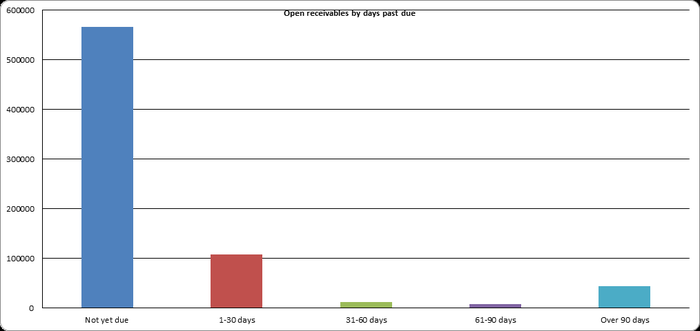 Open receivables by days past due
600000
500000
400000
300000
200000
100000
0
Not yet due
1-30 days
31-60 days
61-90 days
Over 90 days